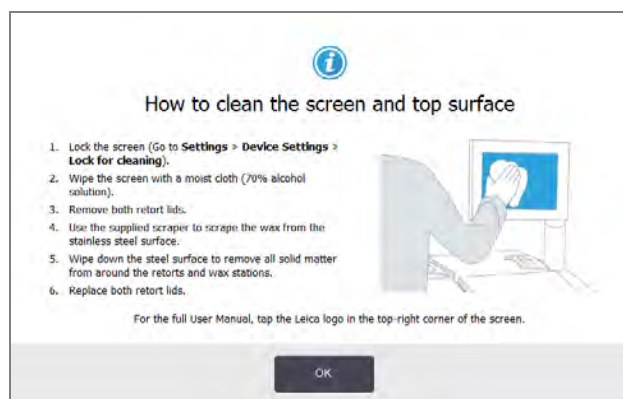 How to clean the screen and top surface
1. Lock the screen (Go to Settings > Device Settings >
Lock for cleaning).
2. Wipe the screen with a moist cloth (70% alcohol
solution).
3. Remove both retort lids.
4. Use the supplied scraper to scrape the wax from the
stainless steel surface.
5. Wipe down the steel surface to remove all solid matter
from around the retorts and wax stations.
6. Replace both retort lids.
For the full User Manual, tap the Leica logo in the top-right corner of the screen.
OK